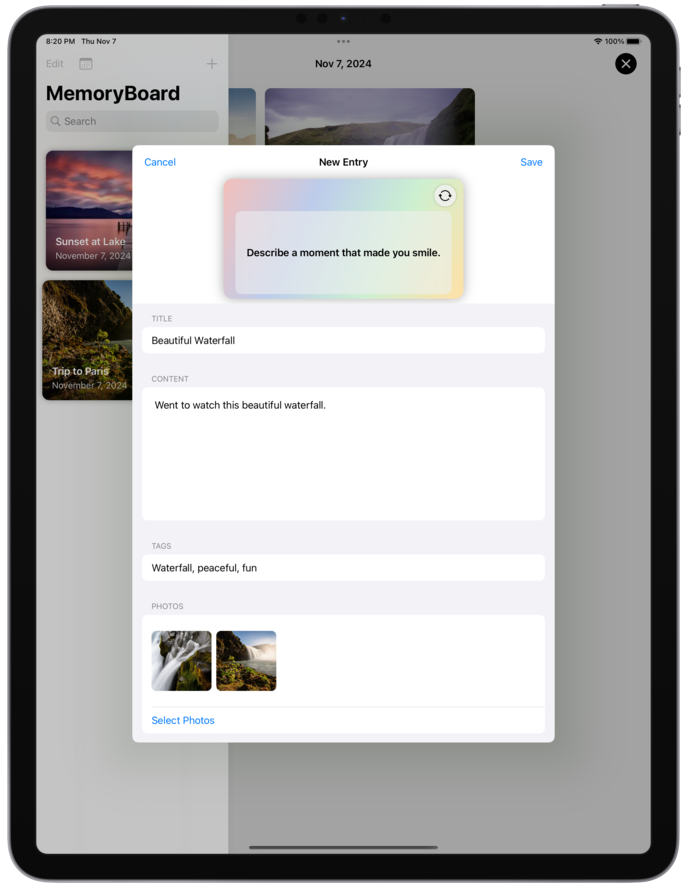 8:20 PM Thu Nov 7
100%
Edit
Nov 7, 2024
MemoryBoard
Search
Sunset at Lake
November 7, 2024
Trip to Paris
November 7, 2024
Cancel
New Entry
Save
Describe a moment that made you smile.
TITLE
Beautiful Waterfall
CONTENT
Went to watch this beautiful waterfall.
TAGS
Waterfall, peaceful, fun
PHOTOS
Select Photos